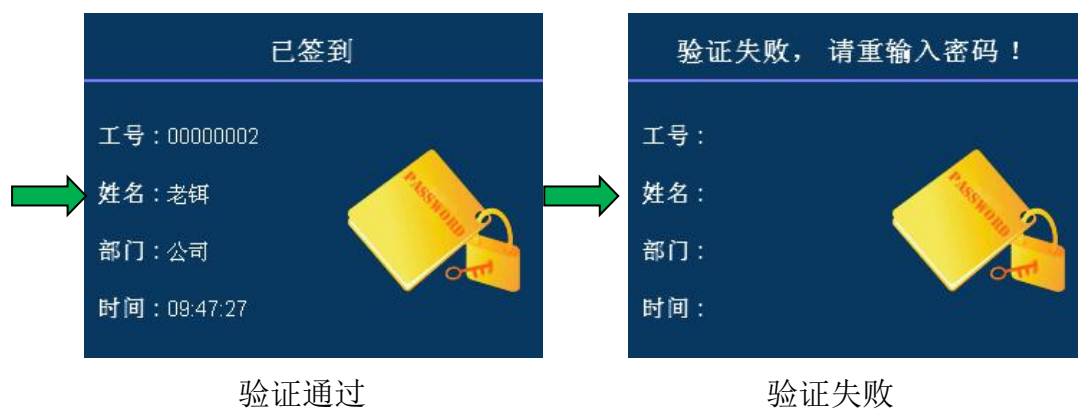 已签到
工号：00000002
姓名：老铒
部门：公司
时间：09:47:27
PASSWORD
验证失败， 请重输入密码！
工号：
姓名：
部门：
时间：
PASSWORD
验证通过
验证失败